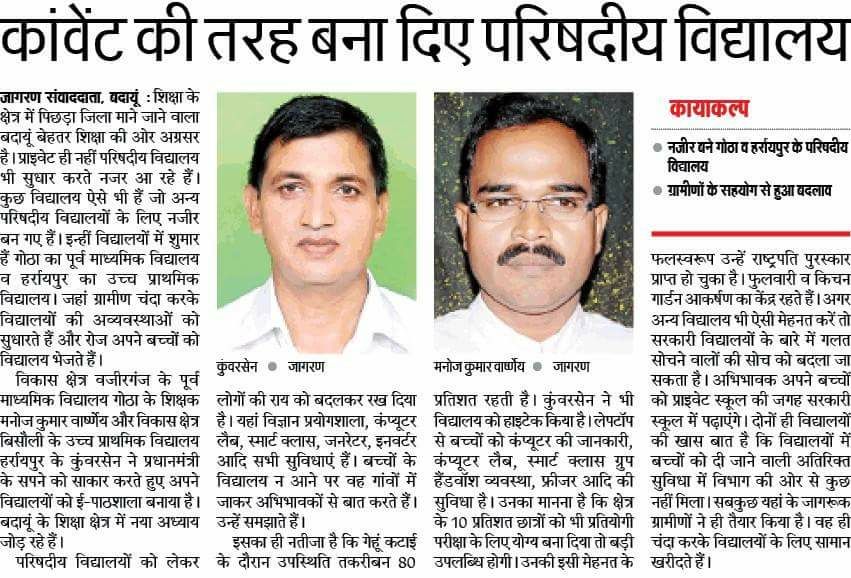 कांवेंट की तरह बना दिए परिषदीय विद्यालय
जागरण संवाददाता, बदायूं : शिक्षा के
क्षेत्र में पिछड़ा जिला माने जाने वाला
बदायूं बेहतर शिक्षा की ओर अग्रसर
है। प्राइवेट ही नहीं परिषदीय विद्यालय
भी सुधार करते नजर आ रहे हैं।
कुछ विद्यालय ऐसे भी हैं जो अन्य
परिषदीय विद्यालयों के लिए नजीर
बन गए हैं। इन्हीं विद्यालयों में शुमार
हैं गोठा का पूर्व माध्यमिक विद्यालय
व हर्रायपुर का उच्च प्राथमिक
विद्यालय। जहां ग्रामीण चंदा करके
विद्यालयों की अव्यवस्थाओं को
सुधारते हैं और रोज अपने बच्चों को
विद्यालय भेजते हैं।
विकास क्षेत्र वजीरगंज के पूर्व
माध्यमिक विद्यालय गोठा के शिक्षक
मनोज कुमार वार्ष्णेय और विकास क्षेत्र
बिसौली के उच्च प्राथमिक विद्यालय
हर्रायपुर के कुंवरसेन ने प्रधानमंत्री
के सपने को साकार करते हुए अपने
विद्यालयों को ई-पाठशाला बनाया है।
बदायूं के शिक्षा क्षेत्र में नया अध्याय
जोड़ रहे हैं।
परिषदीय विद्यालयों को लेकर
कुंवरसेन ● जागरण
लोगों की राय को बदलकर रख दिया
है। यहां विज्ञान प्रयोगशाला, कंप्यूटर
लैब, स्मार्ट क्लास, जनरेटर, इनवर्टर
आदि सभी सुविधाएं हैं। बच्चों के
विद्यालय न आने पर वह गांवों में
जाकर अभिभावकों से बात करते हैं।
उन्हें समझाते हैं।
इसका ही नतीजा है कि गेहूं कटाई
के दौरान उपस्थिति तकरीबन 80
मनोज कुमार वार्ष्णेय ● जागरण
प्रतिशत रहती है। कुंवरसेन ने भी
विद्यालय को हाइटेक किया है। लेपटॉप
से बच्चों को कंप्यूटर की जानकारी,
कंप्यूटर लैब, स्मार्ट क्लास ग्रुप
हैंडवॉश व्यवस्था, फ्रीजर आदि की
सुविधा है। उनका मानना है कि क्षेत्र
के 10 प्रतिशत छात्रों को भी प्रतियोगी
परीक्षा के लिए योग्य बना दिया तो बड़ी
उपलब्धि होगी। उनकी इसी मेहनत के
कायाकल्प
● नजीर बने गोठा व हर्रायपुर के परिषदीय
विद्यालय
● ग्रामीणों के सहयोग से हुआ बदलाव
फलस्वरूप उन्हें राष्ट्रपति पुरस्कार
प्राप्त हो चुका है। फुलवारी व किचन
गार्डन आकर्षण का केंद्र रहते हैं। अगर
अन्य विद्यालय भी ऐसी मेहनत करें तो
सरकारी विद्यालयों के बारे में गलत
सोचने वालों की सोच को बदला जा
सकता है। अभिभावक अपने बच्चों
को प्राइवेट स्कूल की जगह सरकारी
स्कूल में पढ़ाएंगे। दोनों ही विद्यालयों
की खास बात है कि विद्यालयों में
बच्चों को दी जाने वाली अतिरिक्त
सुविधा में विभाग की ओर से कुछ
नहीं मिला। सबकुछ यहां के जागरूक
ग्रामीणों ने ही तैयार किया है। वह ही
चंदा करके विद्यालयों के लिए सामान
खरीदते हैं।